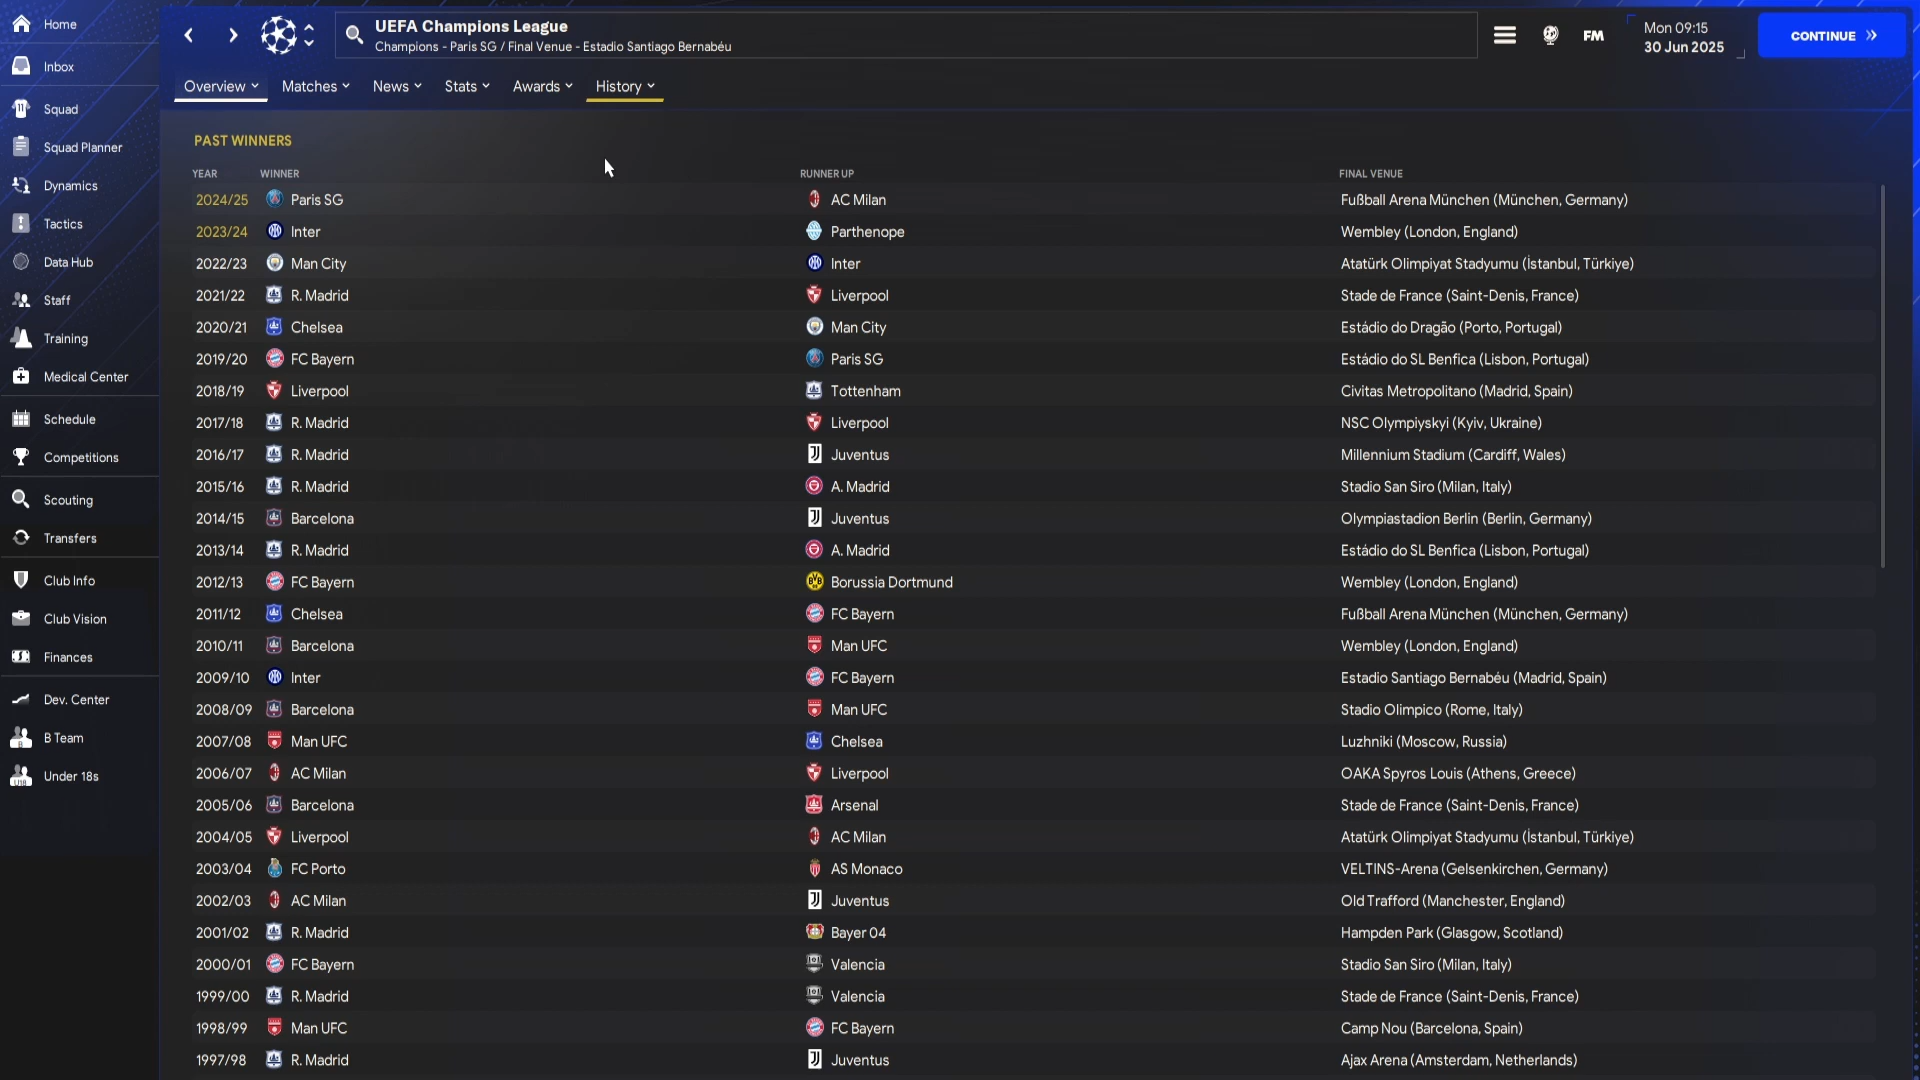 Home
Inbox
Squad
Squad Planner
Dynamics
Tactics
Data Hub
Staff
Training
Medical Center
Schedule
Competitions
Scouting
Transfers
Club Info
Club Vision
Finances
Dev. Center
B Team
Under 18s
UEFA Champions League
Champions - Paris SG / Final Venue - Estadio Santiago Bernabéu
FM
Mon 09:15
30 Jun 2025
CONTINUE
Overview Matches News Stats Awards History
PAST WINNERS
YEAR WINNER RUNNER UP FINAL VENUE
2024/25 Paris SG AC Milan Fußball Arena München (München, Germany)
2023/24 Inter Parthenope Wembley (London, England)
2022/23 Man City Inter Atatürk Olimpiyat Stadyumu (İstanbul, Türkiye)
2021/22 R. Madrid Liverpool Stade de France (Saint-Denis, France)
2020/21 Chelsea Man City Estádio do Dragão (Porto, Portugal)
2019/20 FC Bayern Paris SG Estádio do SL Benfica (Lisbon, Portugal)
2018/19 Liverpool Tottenham Civitas Metropolitano (Madrid, Spain)
2017/18 R. Madrid Liverpool NSC Olympiyskyi (Kyiv, Ukraine)
2016/17 R. Madrid Juventus Millennium Stadium (Cardiff, Wales)
2015/16 R. Madrid A. Madrid Stadio San Siro (Milan, Italy)
2014/15 Barcelona Juventus Olympiastadion Berlin (Berlin, Germany)
2013/14 R. Madrid A. Madrid Estádio do SL Benfica (Lisbon, Portugal)
2012/13 FC Bayern Borussia Dortmund Wembley (London, England)
2011/12 Chelsea FC Bayern Fußball Arena München (München, Germany)
2010/11 Barcelona Man UFC Wembley (London, England)
2009/10 Inter FC Bayern Estadio Santiago Bernabéu (Madrid, Spain)
2008/09 Barcelona Man UFC Stadio Olimpico (Rome, Italy)
2007/08 Man UFC Chelsea Luzhniki (Moscow, Russia)
2006/07 AC Milan Liverpool OAKA Spyros Louis (Athens, Greece)
2005/06 Barcelona Arsenal Stade de France (Saint-Denis, France)
2004/05 Liverpool AC Milan Atatürk Olimpiyat Stadyumu (İstanbul, Türkiye)
2003/04 FC Porto AS Monaco VELTINS-Arena (Gelsenkirchen, Germany)
2002/03 AC Milan Juventus Old Trafford (Manchester, England)
2001/02 R. Madrid Bayer 04 Hampden Park (Glasgow, Scotland)
2000/01 FC Bayern Valencia Stadio San Siro (Milan, Italy)
1999/00 R. Madrid Valencia Stade de France (Saint-Denis, France)
1998/99 Man UFC FC Bayern Camp Nou (Barcelona, Spain)
1997/98 R. Madrid Juventus Ajax Arena (Amsterdam, Netherlands)